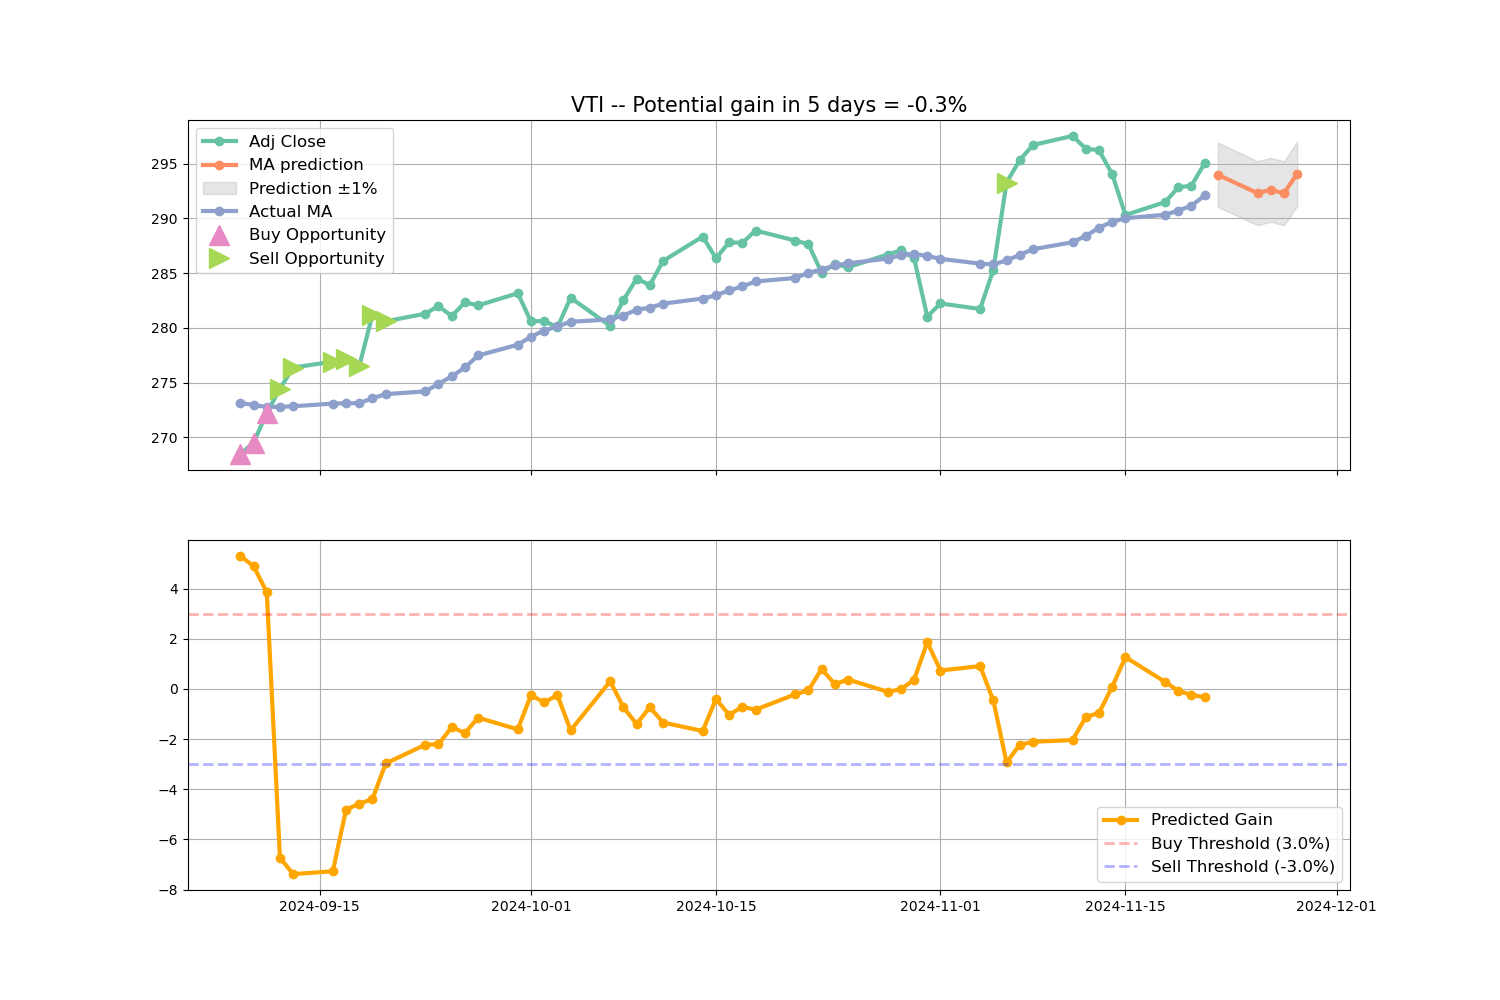 VTI -- Potential gain in 5 days = -0.3%
Adj Close
MA prediction
Prediction ±1%
Actual MA
Buy Opportunity
Sell Opportunity
295
290
285
280
275
270
4
2
0
−2
−4
−6
−8
Predicted Gain
Buy Threshold (3.0%)
Sell Threshold (-3.0%)
2024-09-15 2024-10-01 2024-10-15 2024-11-01 2024-11-15 2024-12-01